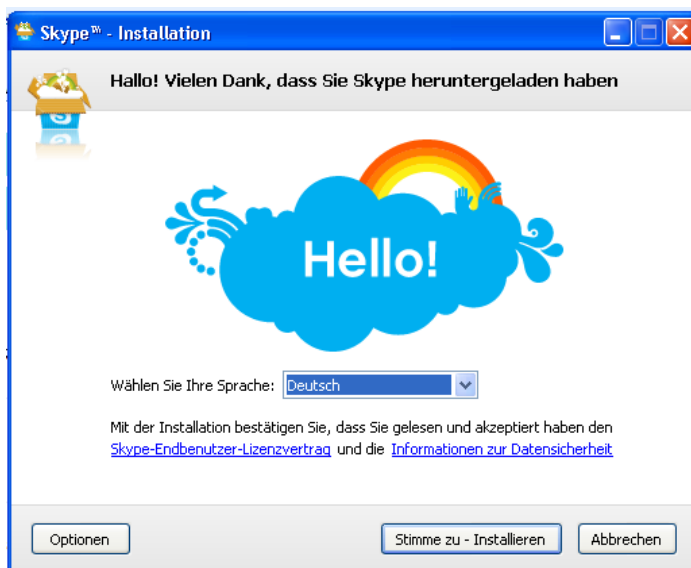 Skype™ - Installation
Hallo! Vielen Dank, dass Sie Skype heruntergeladen haben
Hello!
Wählen Sie Ihre Sprache: Deutsch
Mit der Installation bestätigen Sie, dass Sie gelesen und akzeptiert haben den
Skype-Endbenutzer-Lizenzvertrag und die Informationen zur Datensicherheit
Optionen Stimme zu - Installieren Abbrechen